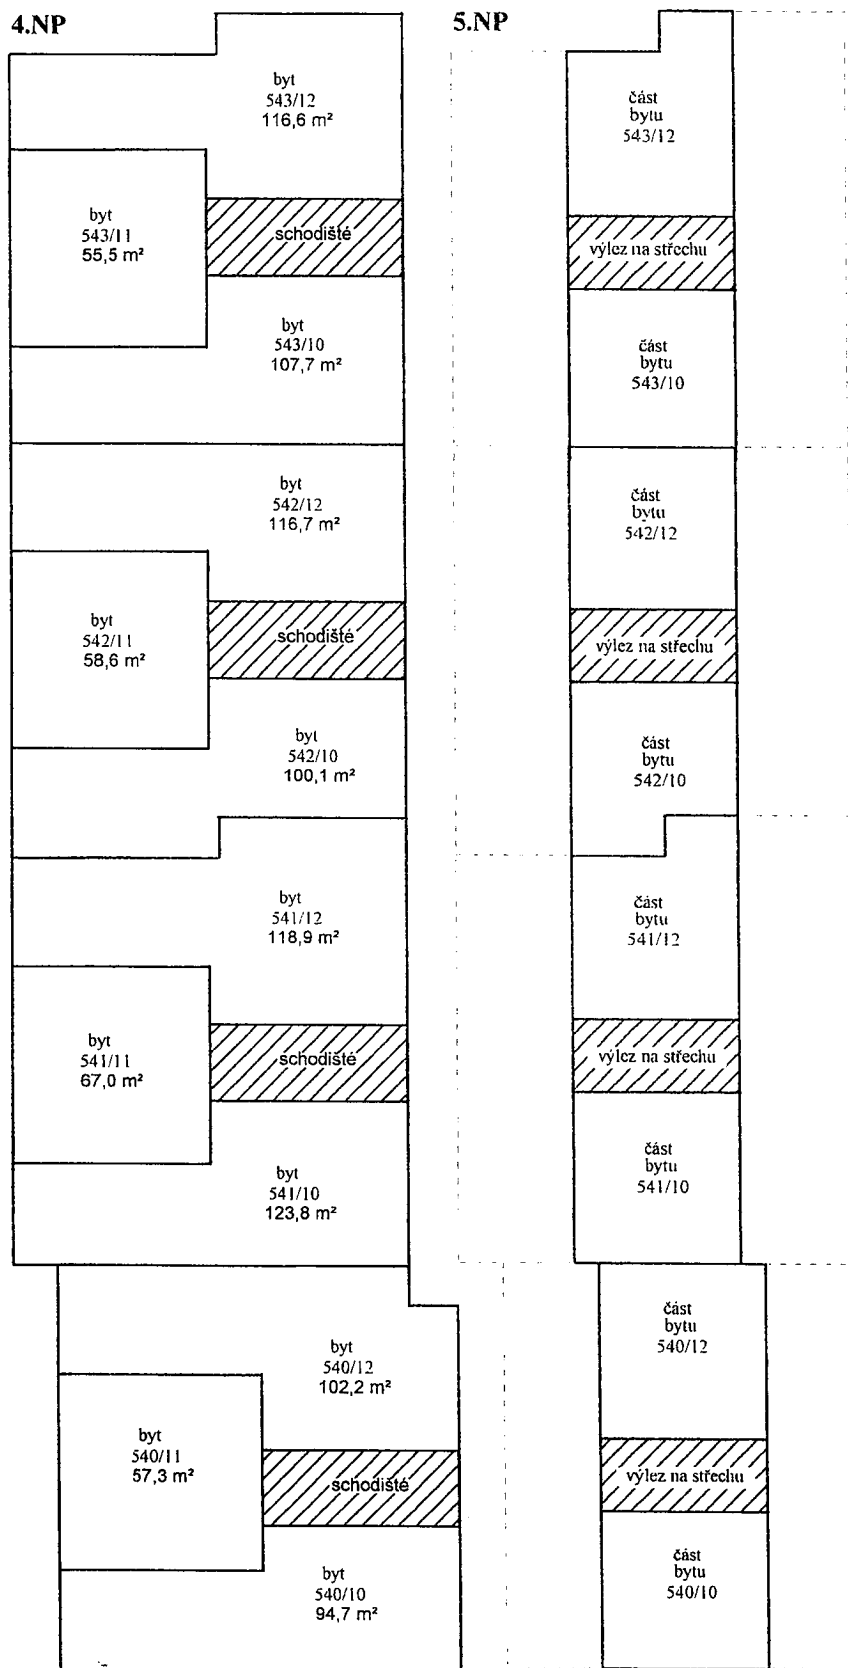 4.NP
byt
543/12
116,6 m²
byt
543/11
55,5 m²
schodiště
byt
543/10
107,7 m²
byt
542/12
116,7 m²
byt
542/11
58,6 m²
schodiště
byt
542/10
100,1 m²
byt
541/12
118,9 m²
byt
541/11
67,0 m²
schodiště
byt
541/10
123,8 m²
byt
540/12
102,2 m²
byt
540/11
57,3 m²
schodiště
byt
540/10
94,7 m²
5.NP
část
bytu
543/12
výlez na střechu
část
bytu
543/10
část
bytu
542/12
výlez na střechu
část
bytu
542/10
část
bytu
541/12
výlez na střechu
část
bytu
541/10
část
bytu
540/12
výlez na střechu
část
bytu
540/10